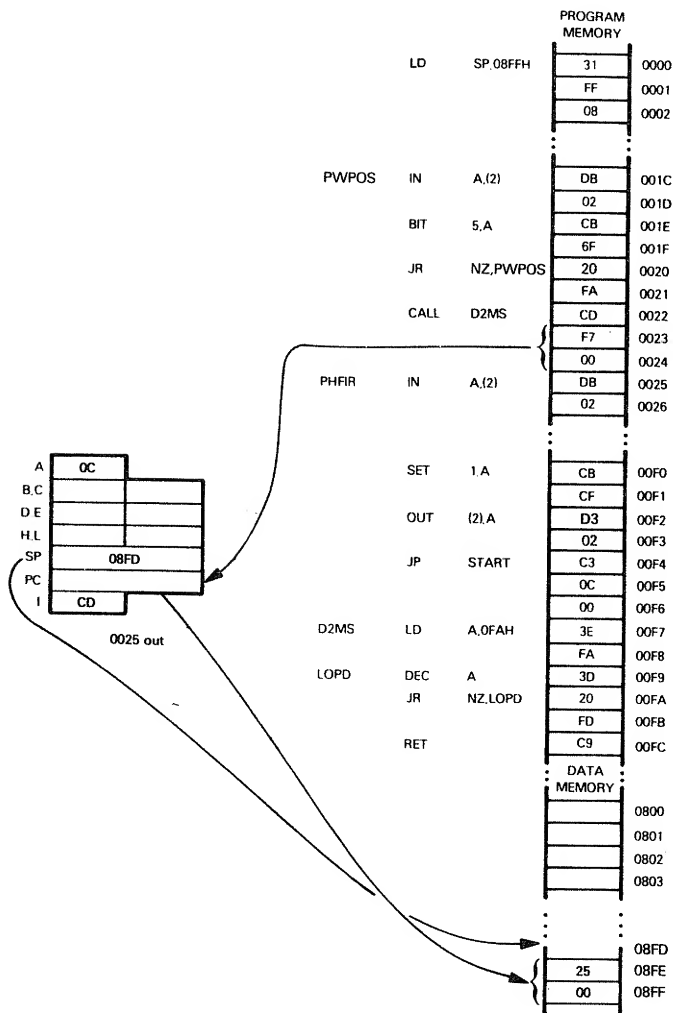 PROGRAM
MEMORY
LD SP,08FFH 31 0000
FF 0001
08 0002
PWPOS IN A,(2) DB 001C
02 001D
BIT 5,A CB 001E
6F 001F
JR NZ,PWPOS 20 0020
FA 0021
CALL D2MS CD 0022
F7 0023
00 0024
PHFIR IN A,(2) DB 0025
02 0026
A 0C
B,C
D E
H,L
SP 08FD
PC
I CD
0025 out
SET 1,A CB 00F0
CF 00F1
OUT (2),A D3 00F2
02 00F3
JP START C3 00F4
0C 00F5
00 00F6
D2MS LD A,0FAH 3E 00F7
FA 00F8
LOPD DEC A 3D 00F9
JR NZ,LOPD 20 00FA
FD 00FB
RET C9 00FC
DATA
MEMORY
0800
0801
0802
0803
08FD
25 08FE
00 08FF